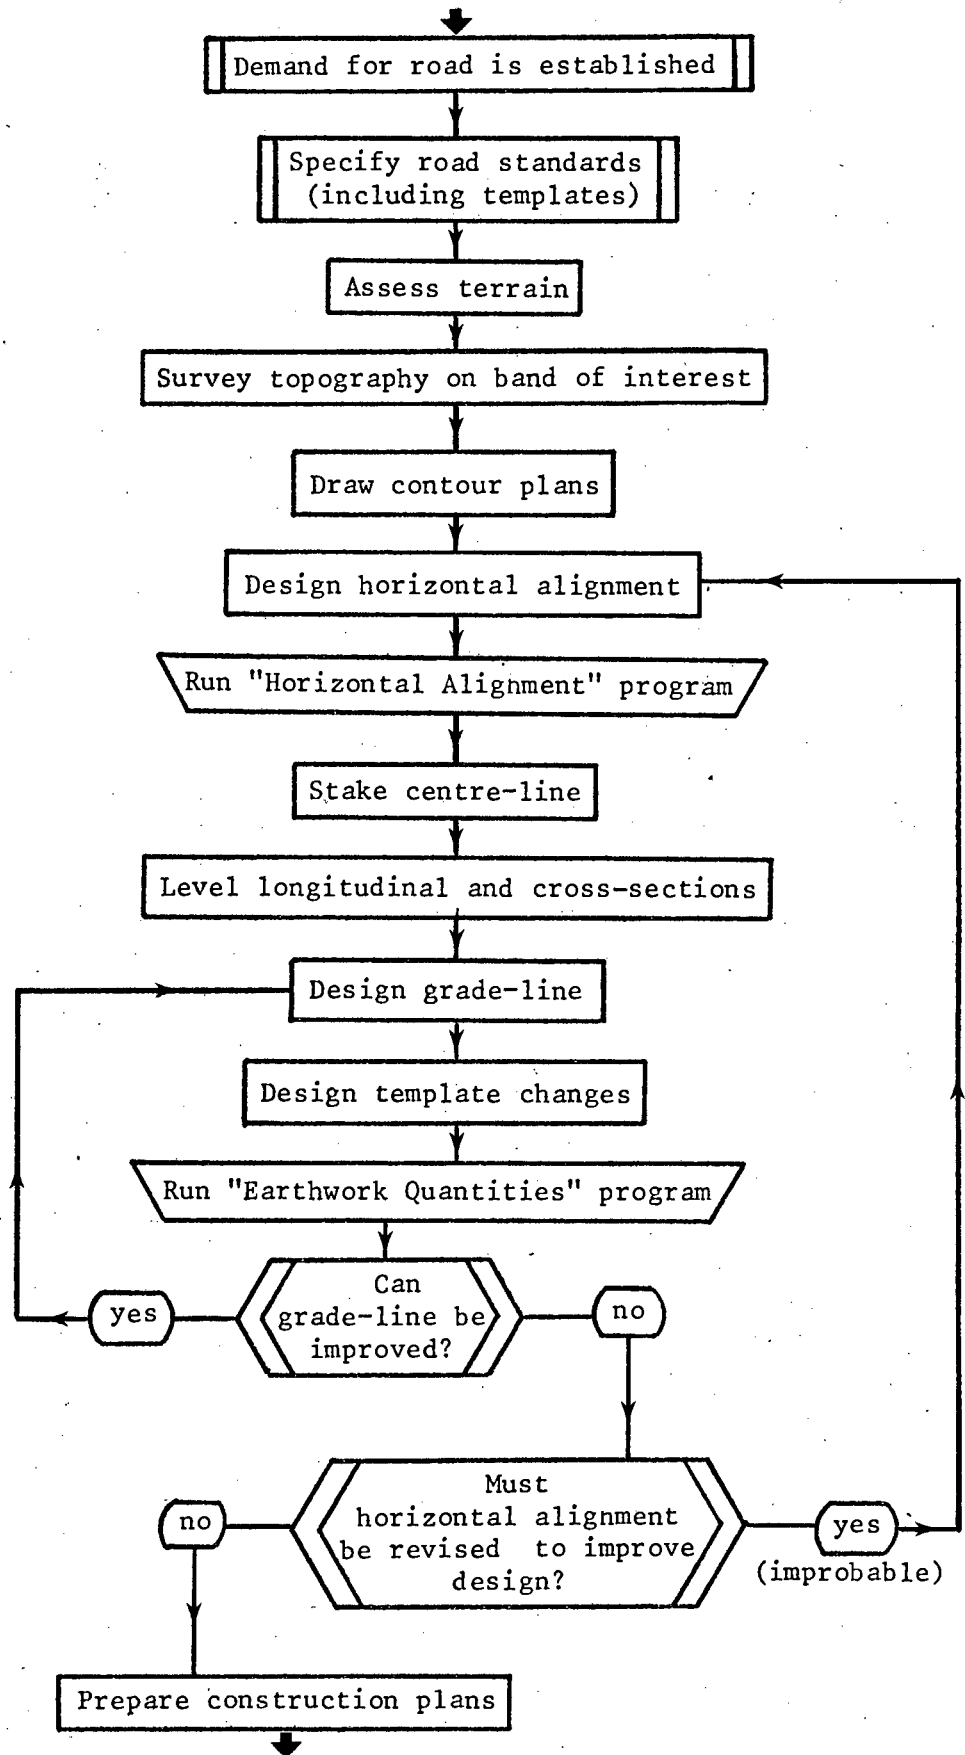 Demand for road is established
Specify road standards
(including templates)
Assess terrain
Survey topography on band of interest
Draw contour plans
Design horizontal alignment
Run "Horizontal Alignment" program
Stake centre-line
Level longitudinal and cross-sections
Design grade-line
Design template changes
Run "Earthwork Quantities" program
Can
grade-line be
improved?
yes
no
Must
horizontal alignment
be revised to improve
design?
no
yes
(improbable)
Prepare construction plans